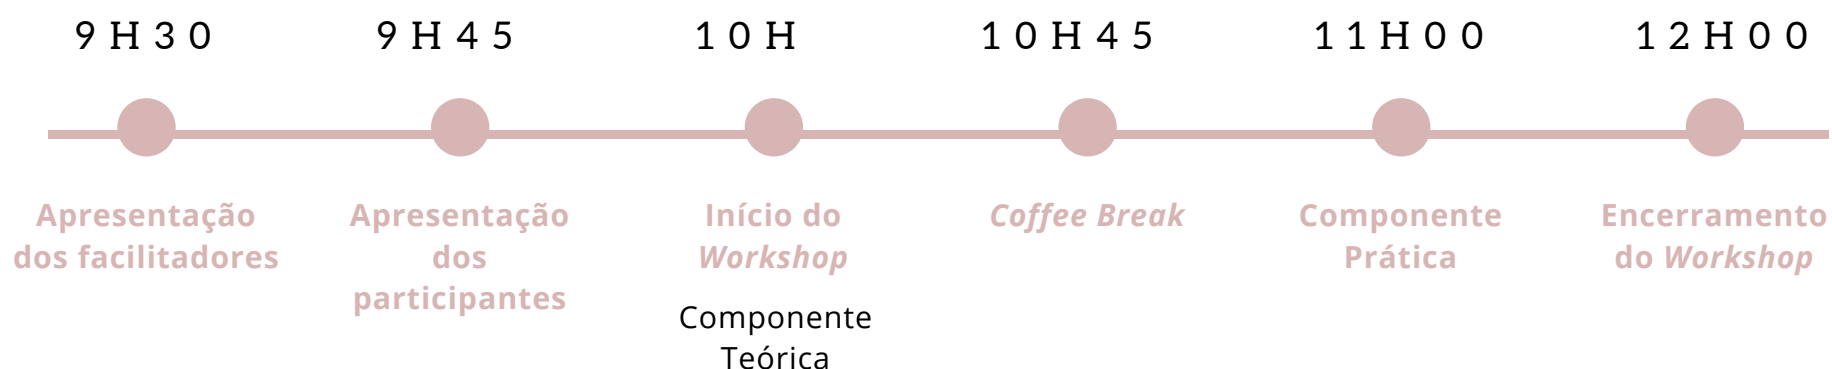 9H30
9H45
10H
10H45
11H00
12H00
Apresentação
dos facilitadores
Apresentação
dos
participantes
Início do
Workshop
Componente
Teórica
Coffee Break
Componente
Prática
Encerramento
do Workshop